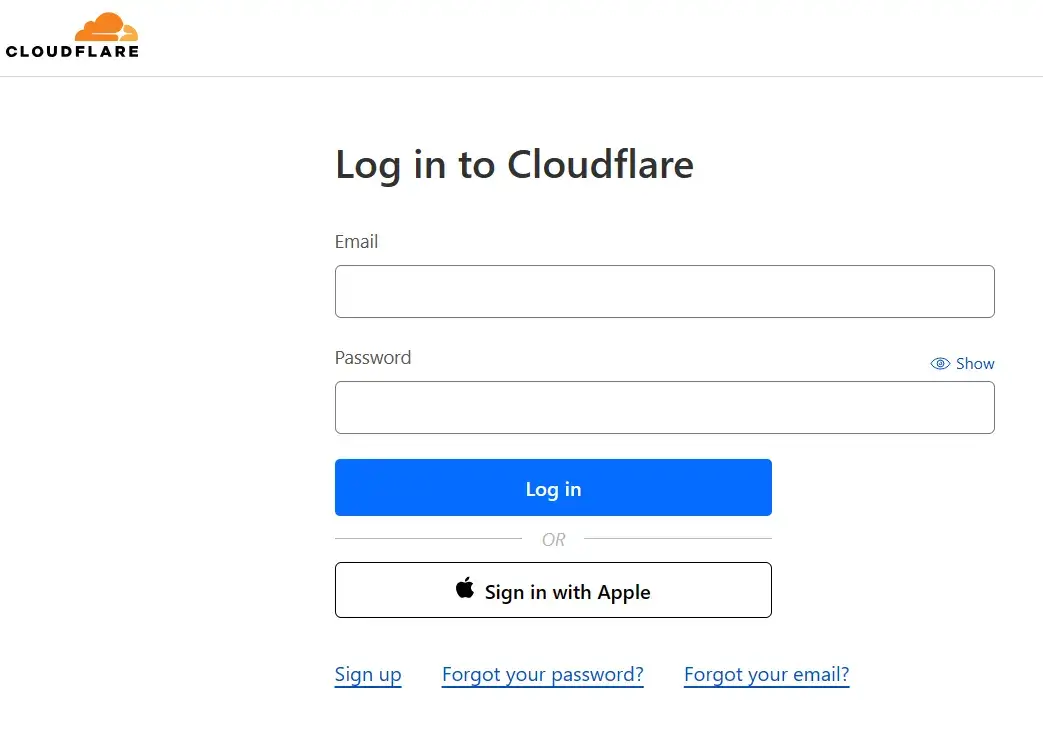 CLOUDFLARE
Log in to Cloudflare
Email
Password
Show
Log in
OR
Sign in with Apple
Sign up Forgot your password? Forgot your email?